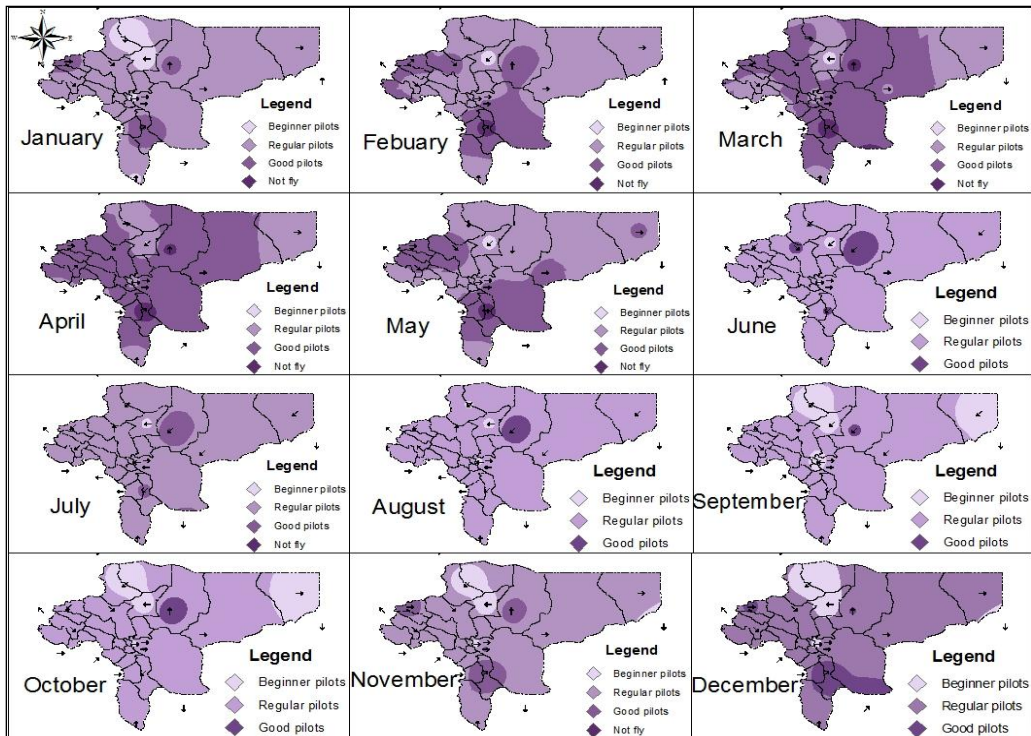 N
W
E
S
January
Legend
Beginner pilots
Regular pilots
Good pilots
Not fly
Febuary
Legend
Beginner pilots
Regular pilots
Good pilots
Not fly
March
Legend
Beginner pilots
Regular pilots
Good pilots
Not fly
April
Legend
Beginner pilots
Regular pilots
Good pilots
Not fly
May
Legend
Beginner pilots
Regular pilots
Good pilots
Not fly
June
Legend
Beginner pilots
Regular pilots
Good pilots
July
Legend
Beginner pilots
Regular pilots
Good pilots
Not fly
August
Legend
Beginner pilots
Regular pilots
Good pilots
September
Legend
Beginner pilots
Regular pilots
Good pilots
October
Legend
Beginner pilots
Regular pilots
Good pilots
November
Legend
Beginner pilots
Regular pilots
Good pilots
Not fly
December
Legend
Beginner pilots
Regular pilots
Good pilots